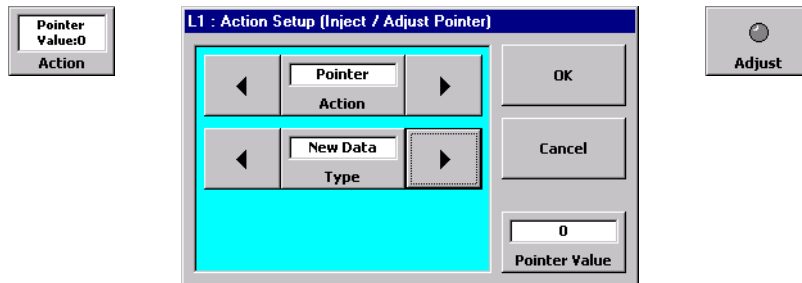 Pointer
Value:0
Action
L1 : Action Setup (Inject / Adjust Pointer)
Pointer
Action
OK
New Data
Type
Cancel
0
Pointer Value
Adjust